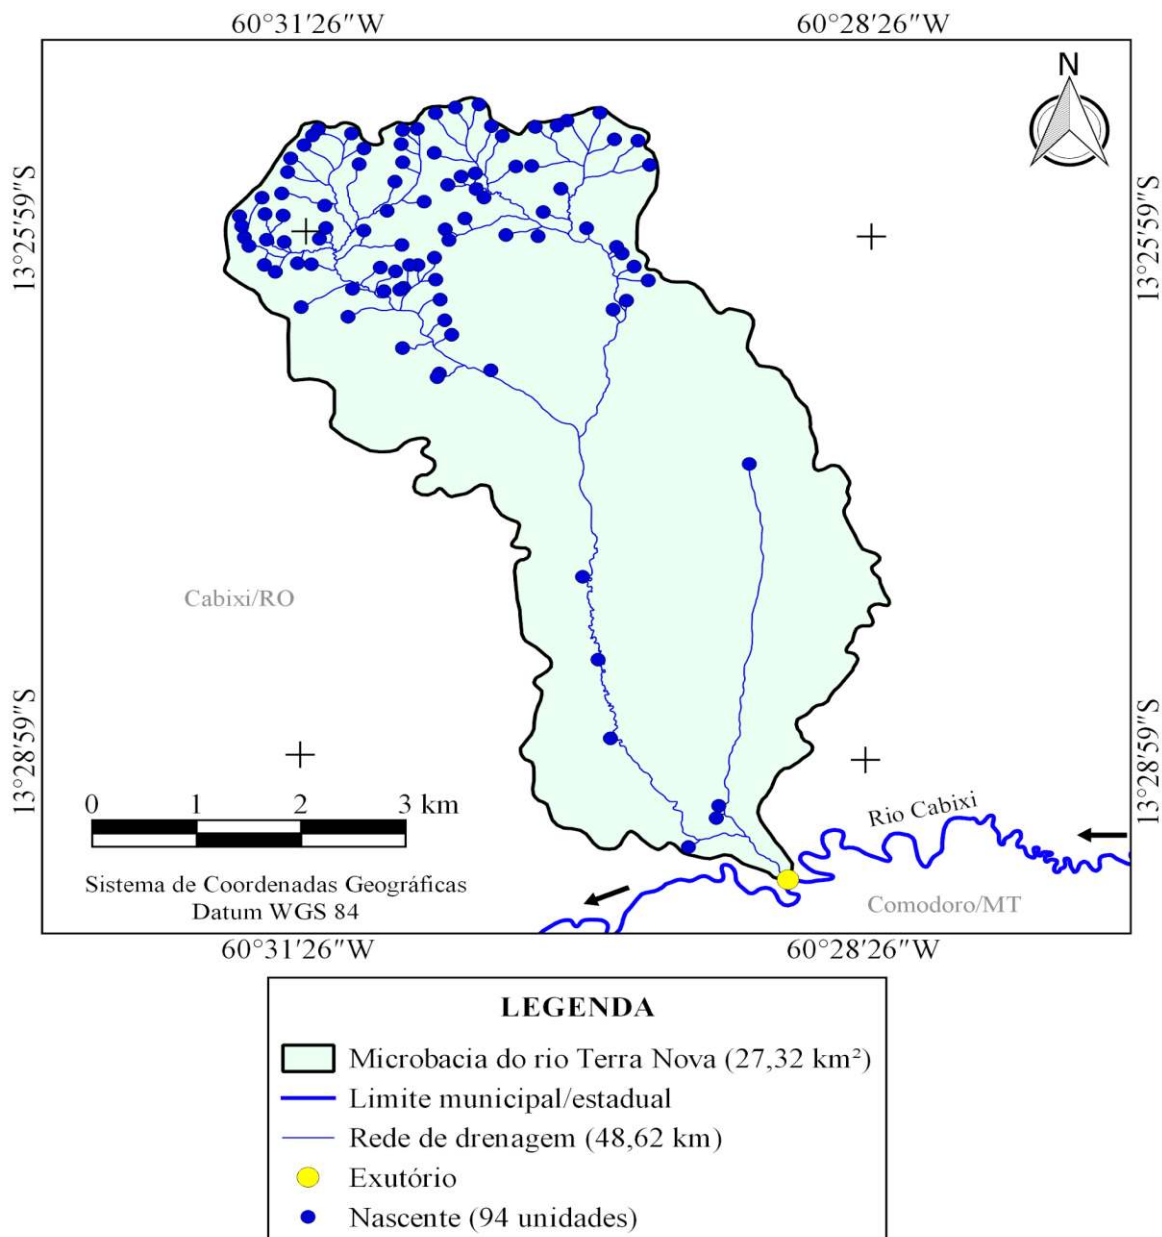 60°31'26"W 60°28'26"W
N
13°25'59"S 13°25'59"S
Cabixi/RO
13°28'59"S 13°28'59"S
0 1 2 3 km
Rio Cabixi
Sistema de Coordenadas Geográficas
Datum WGS 84
Comodoro/MT
60°31'26"W 60°28'26"W
LEGENDA
Microbacia do rio Terra Nova (27,32 km²)
Limite municipal/estadual
Rede de drenagem (48,62 km)
Exutório
Nascente (94 unidades)